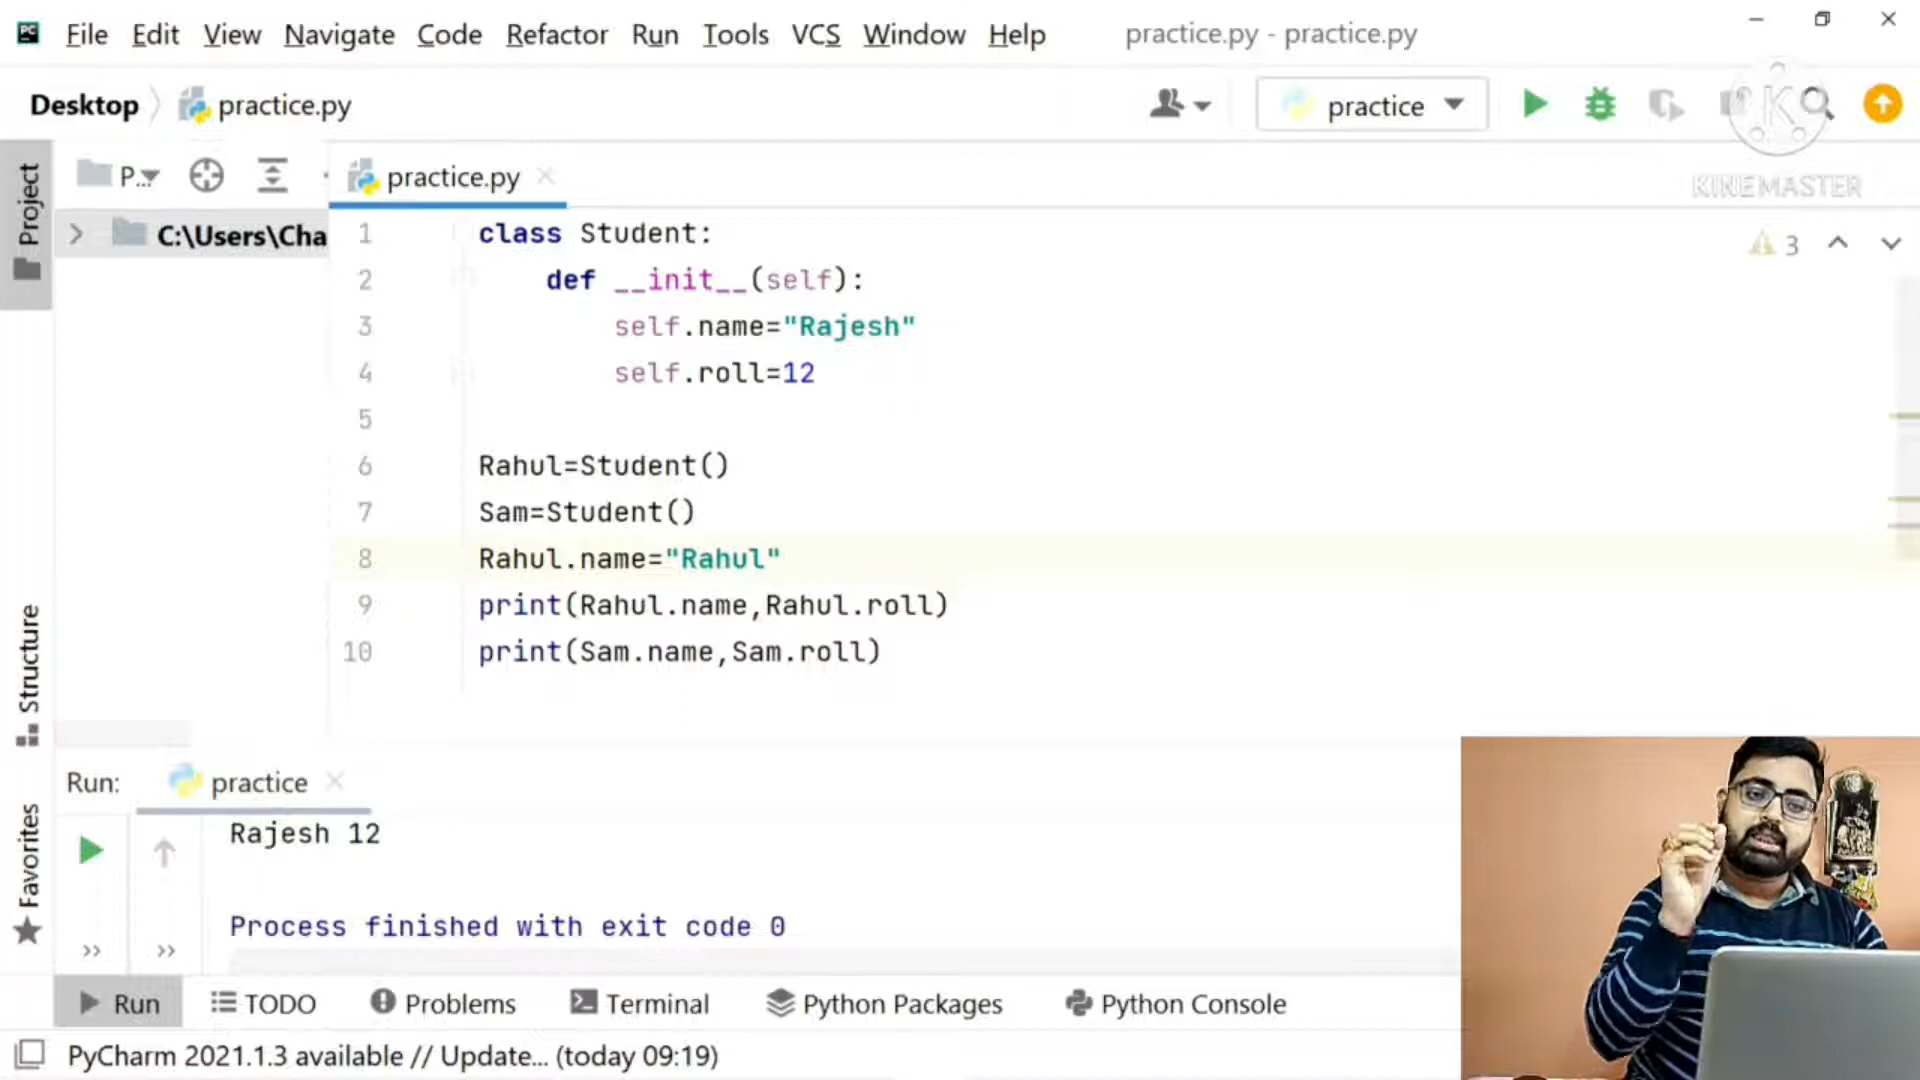 File Edit View Navigate Code Refactor Run Tools VCS Window Help practice.py - practice.py
Desktop practice.py practice
KINEMASTER
Project P... practice.py
C:\Users\Cha
3
1 class Student:
2 def __init__(self):
3 self.name="Rajesh"
4 self.roll=12
5
6 Rahul=Student()
7 Sam=Student()
8 Rahul.name="Rahul"
9 print(Rahul.name,Rahul.roll)
10 print(Sam.name,Sam.roll)
Structure
Favorites
Run: practice
Rajesh 12
Process finished with exit code 0
Run TODO Problems Terminal Python Packages Python Console
PyCharm 2021.1.3 available // Update... (today 09:19)